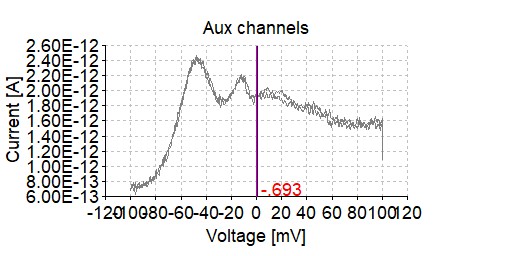 Aux channels
2.60E-12
2.40E-12
2.20E-12
2.00E-12
1.80E-12
1.60E-12
1.40E-12
1.20E-12
1.00E-12
8.00E-13
6.00E-13
Current [A]
-.693
-120 -100 -80 -60 -40 -20 0 20 40 60 80 100 120
Voltage [mV]